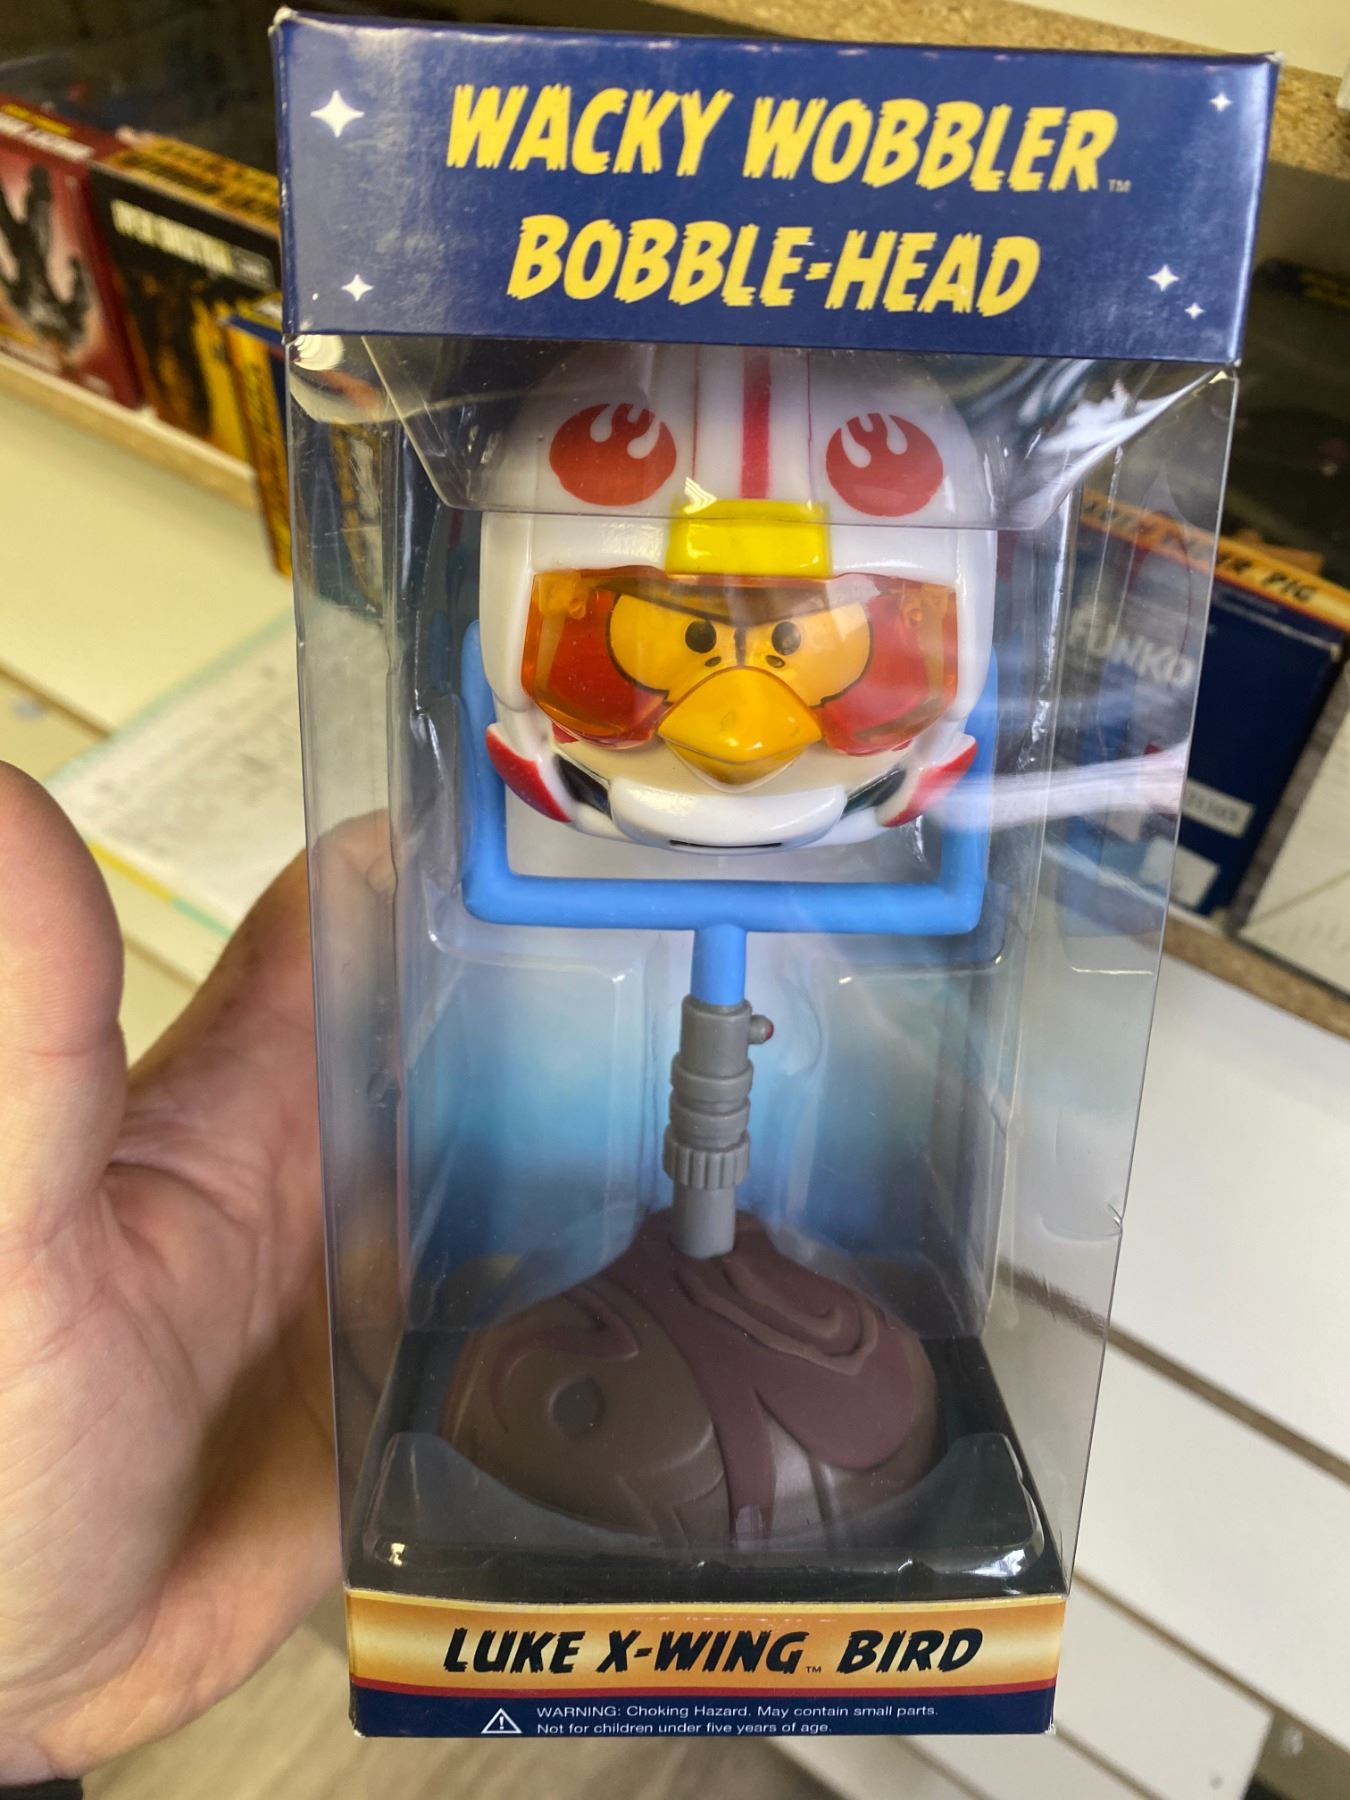 WACKY WOBBLER™
BOBBLE-HEAD
FUNKO
PIG
LUKE X-WING™ BIRD
WARNING: Choking Hazard. May contain small parts.
Not for children under five years of age.